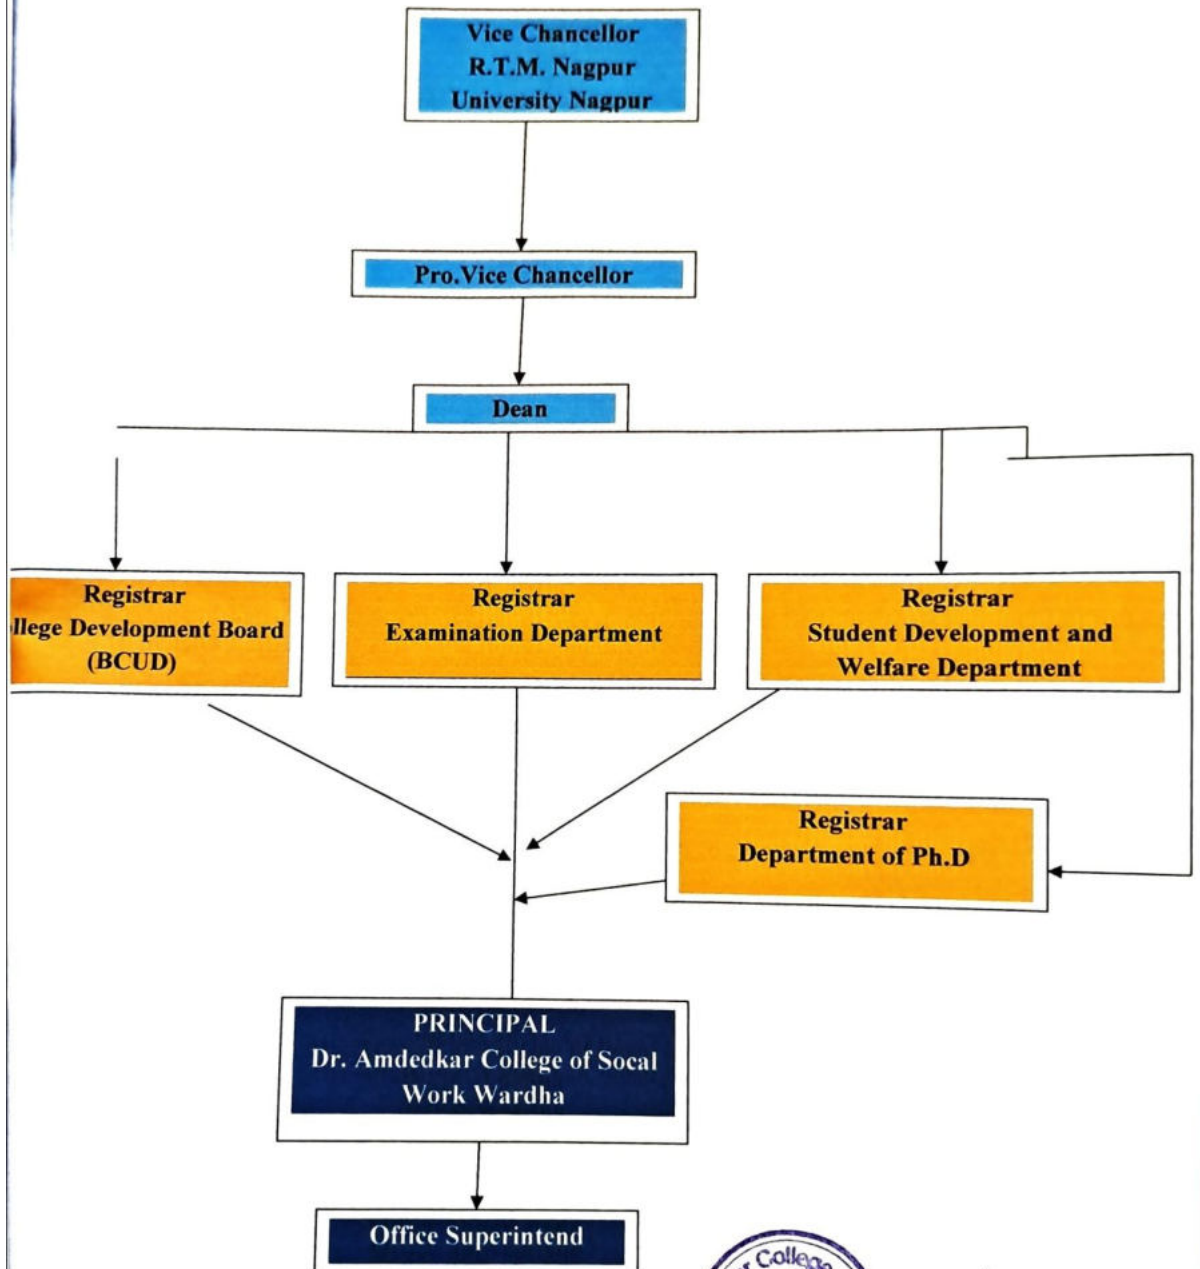 Vice Chancellor
R.T.M. Nagpur
University Nagpur
Pro.Vice Chancellor
Dean
Registrar
llege Development Board
(BCUD)
Registrar
Examination Department
Registrar
Student Development and
Welfare Department
Registrar
Department of Ph.D
PRINCIPAL
Dr. Amdedkar College of Socal
Work Wardha
Office Superintend
r College